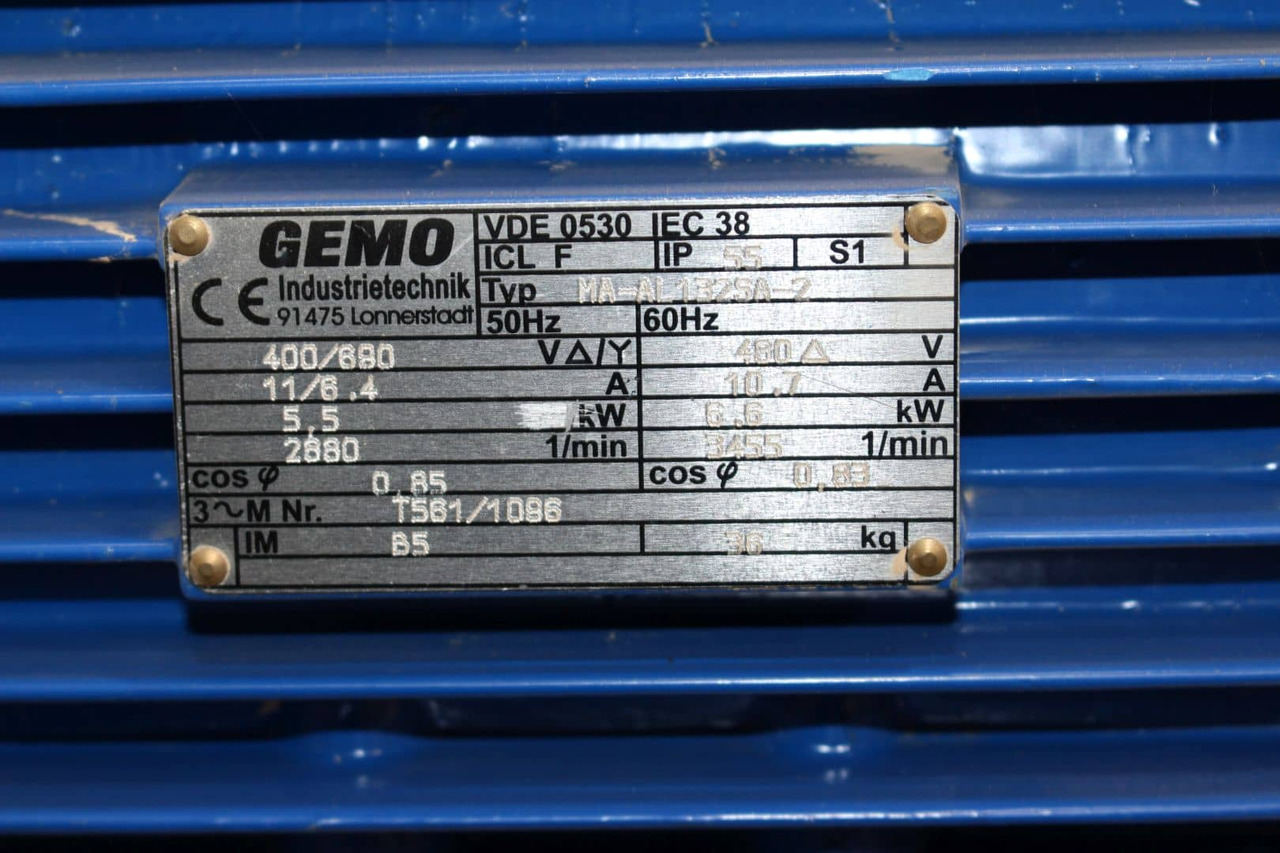 GEMO
Industrietechnik
CE 91475 Lonnerstadt
VDE 0530 IEC 38
ICL F IP 55 S1
Typ MA-AL132SA-2
50Hz 60Hz
400/680 V△/Y 460△ V
11/6.4 A 10.7 A
5,5 kW 6.6 kW
2880 1/min 3455 1/min
cos φ 0,85 cos φ 0,83
3~M Nr. T561/1086
IM B5 36 kg